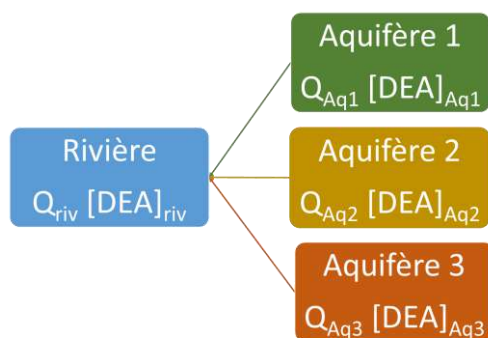 Rivière
Q_riv [DEA]_riv
Aquifère 1
Q_Aq1 [DEA]_Aq1
Aquifère 2
Q_Aq2 [DEA]_Aq2
Aquifère 3
Q_Aq3 [DEA]_Aq3